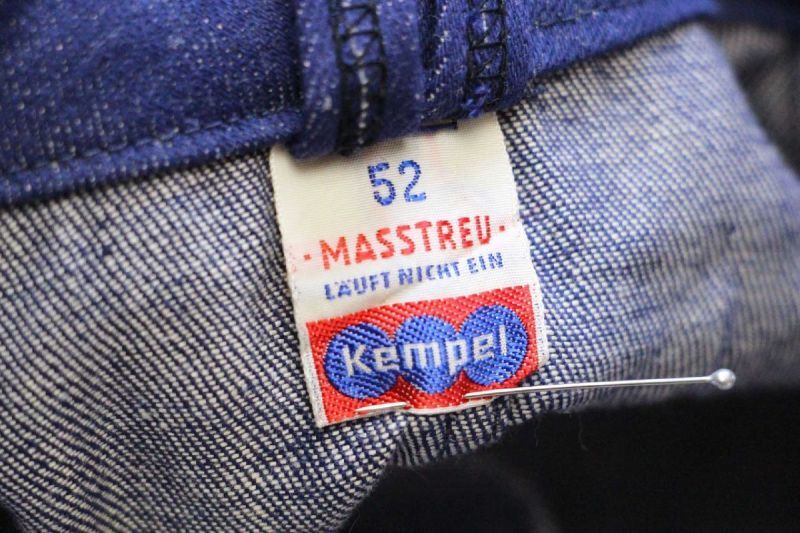 52
· MASSTREU ·
LÄUFT NICHT EIN
Kempel